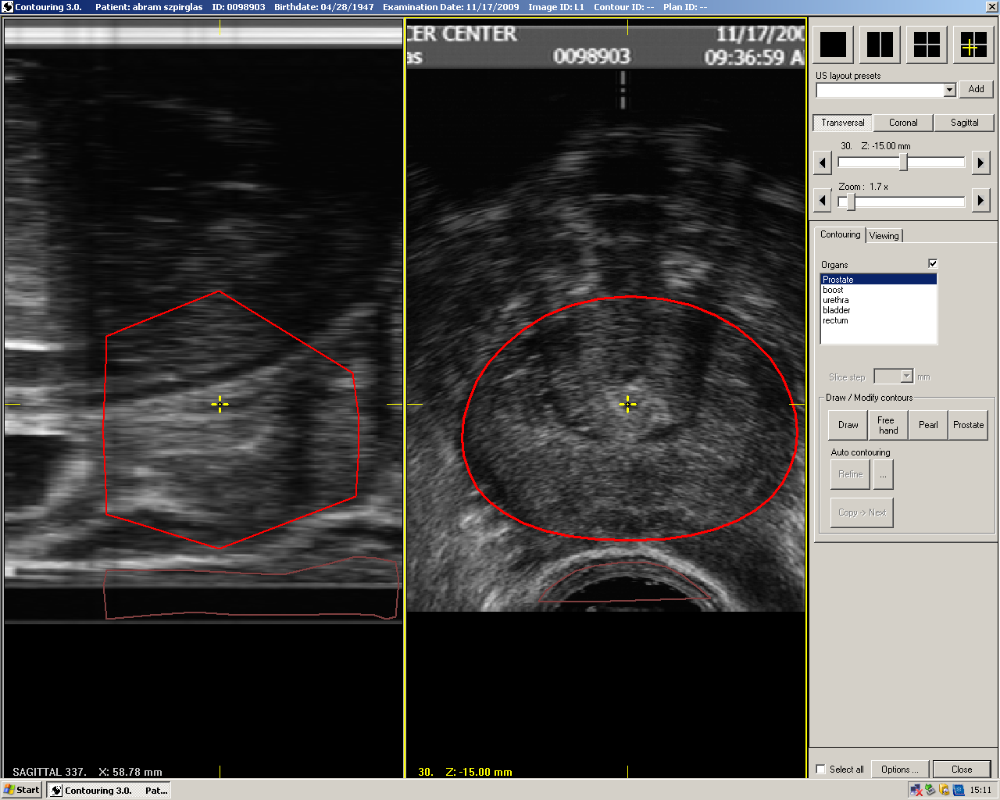 Contouring 3.0. Patient: abram szpirglas ID: 0098903 Birthdate: 04/28/1947 Examination Date: 11/17/2009 Image ID: L1 Contour ID: -- Plan ID: --
CER CENTER 11/17/200
as 0098903 09:36:59 A
SAGITTAL 337. X: 58.78 mm
30. Z: -15.00 mm
US layout presets
Add
Transversal Coronal Sagittal
30. Z: -15.00 mm
Zoom : 1.7 x
Contouring Viewing
Organs
Prostate
boost
urethra
bladder
rectum
Slice step mm
Draw / Modify contours
Draw Free hand Pearl Prostate
Auto contouring
Refine ...
Copy -> Next
Select all Options ... Close
Start Contouring 3.0. Pat... 15:11